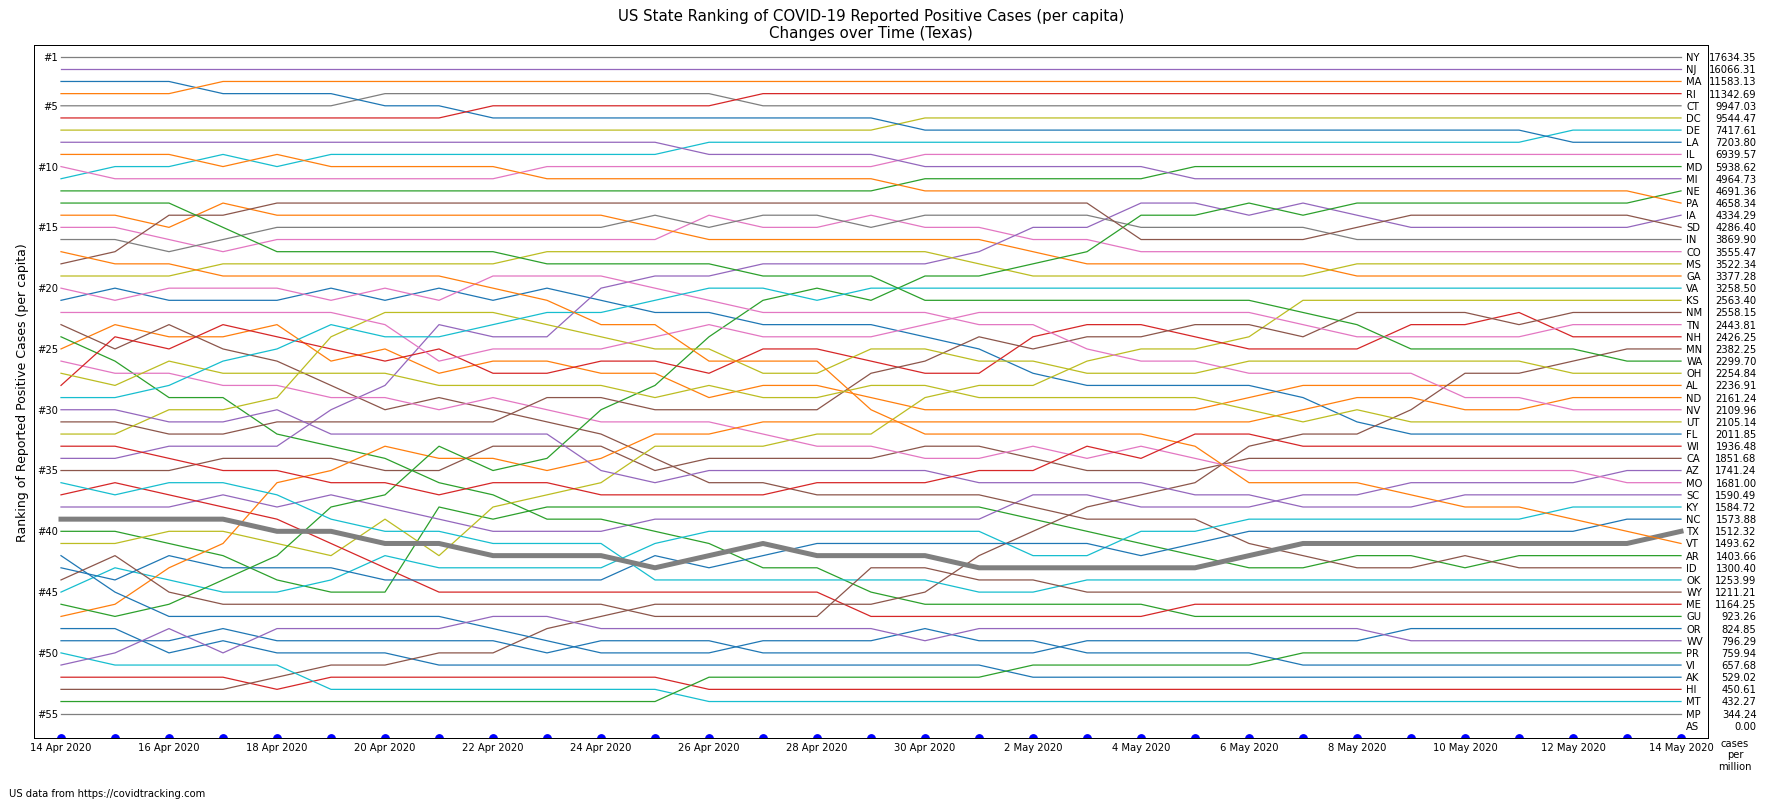 US State Ranking of COVID-19 Reported Positive Cases (per capita)
Changes over Time (Texas)
Ranking of Reported Positive Cases (per capita)
#1
#5
#10
#15
#20
#25
#30
#35
#40
#45
#50
#55
NY 17634.35
NJ 16066.31
MA 11583.13
RI 11342.69
CT 9947.03
DC 9544.47
DE 7417.61
LA 7203.80
IL 6939.57
MD 5938.62
MI 4964.73
NE 4691.36
PA 4658.34
IA 4334.29
SD 4286.40
IN 3869.90
CO 3555.47
MS 3522.34
GA 3377.28
VA 3258.50
KS 2563.40
NM 2558.15
TN 2443.81
NH 2426.25
MN 2382.25
WA 2299.70
OH 2254.84
AL 2236.91
ND 2161.24
NV 2109.96
UT 2105.14
FL 2011.85
WI 1936.48
CA 1851.68
AZ 1741.24
MO 1681.00
SC 1590.49
KY 1584.72
NC 1573.88
TX 1512.32
VT 1493.62
AR 1403.66
ID 1300.40
OK 1253.99
WY 1211.21
ME 1164.25
GU 923.26
OR 824.85
WV 796.29
PR 759.94
VI 657.68
AK 529.02
HI 450.61
MT 432.27
MP 344.24
AS 0.00
14 Apr 2020 16 Apr 2020 18 Apr 2020 20 Apr 2020 22 Apr 2020 24 Apr 2020 26 Apr 2020 28 Apr 2020 30 Apr 2020 2 May 2020 4 May 2020 6 May 2020 8 May 2020 10 May 2020 12 May 2020 14 May 2020
cases
per
million
US data from https://covidtracking.com